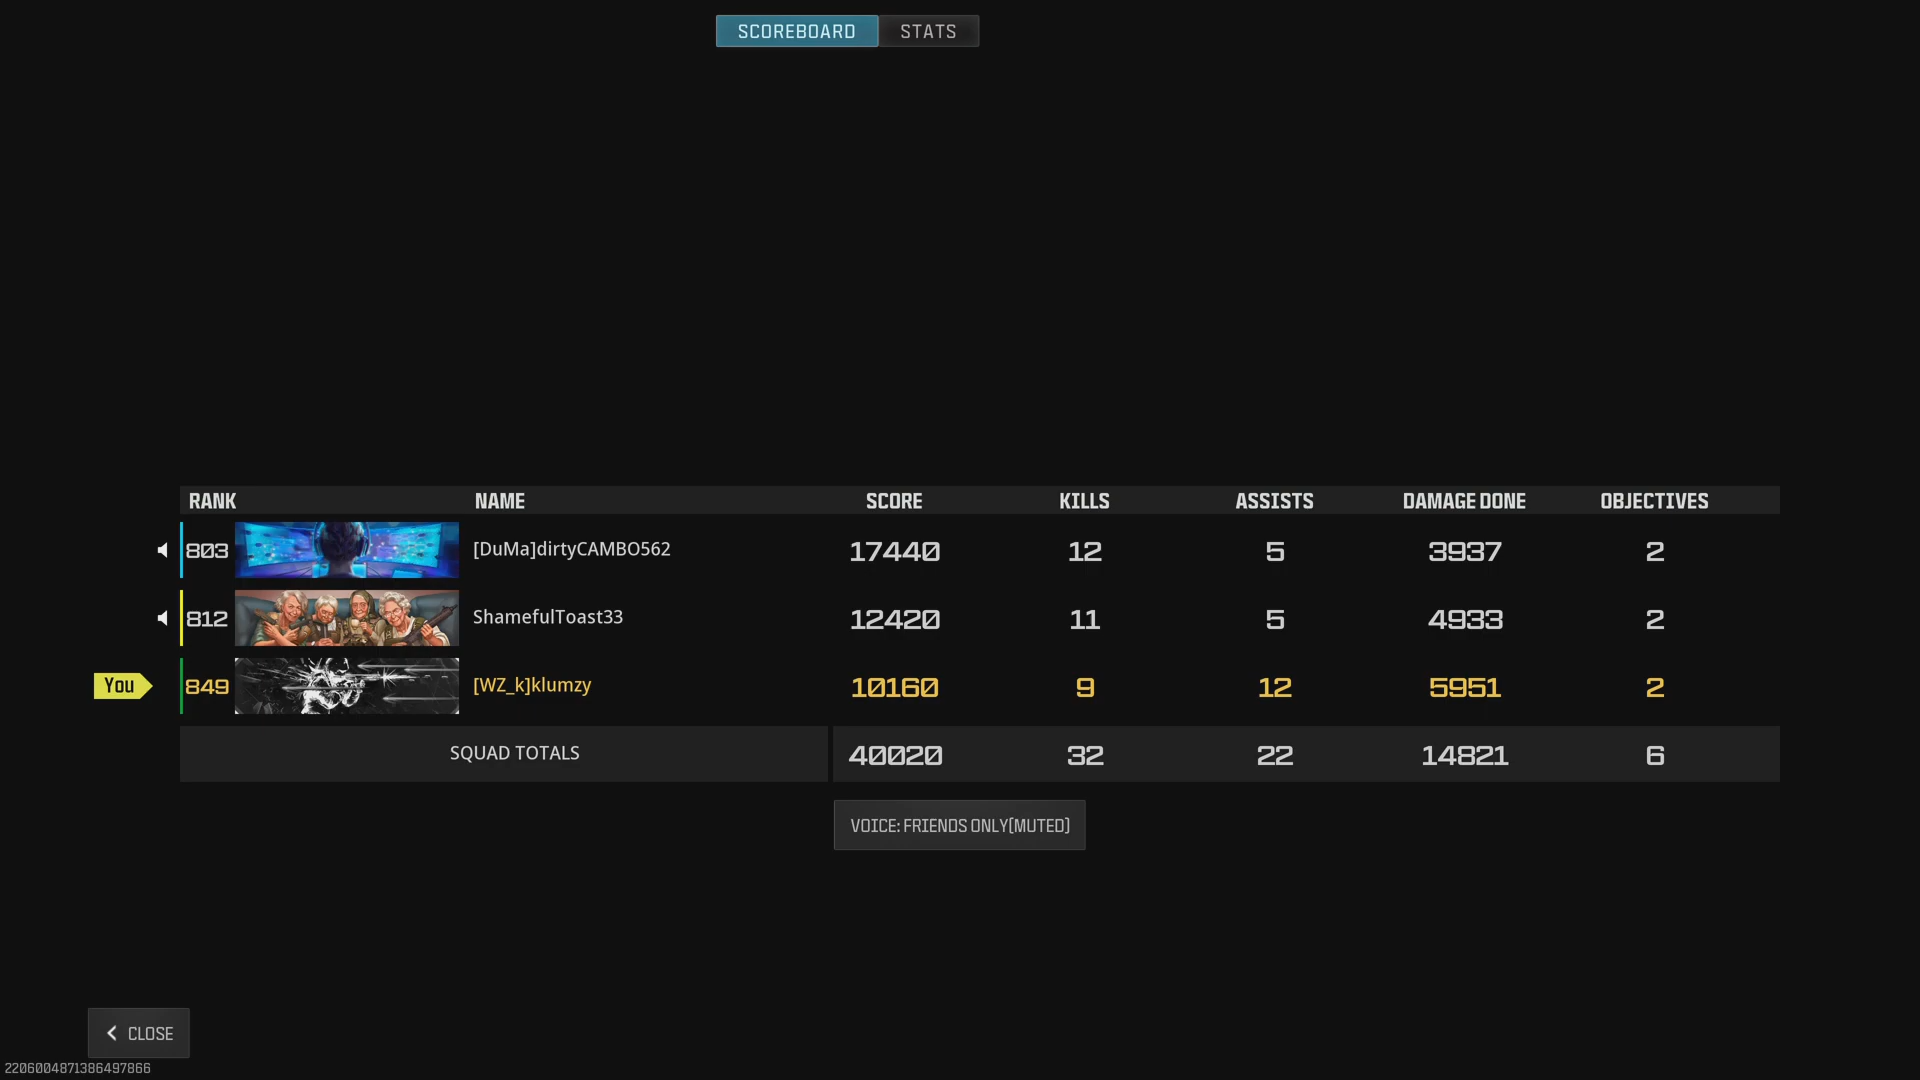 SCOREBOARD STATS
RANK NAME SCORE KILLS ASSISTS DAMAGE DONE OBJECTIVES
803 [DuMa]dirtyCAMBO562 17440 12 5 3937 2
812 ShamefulToast33 12420 11 5 4933 2
You 849 [WZ_k]klumzy 10160 9 12 5951 2
SQUAD TOTALS 40020 32 22 14821 6
VOICE: FRIENDS ONLY[MUTED]
CLOSE
2206004871386497866